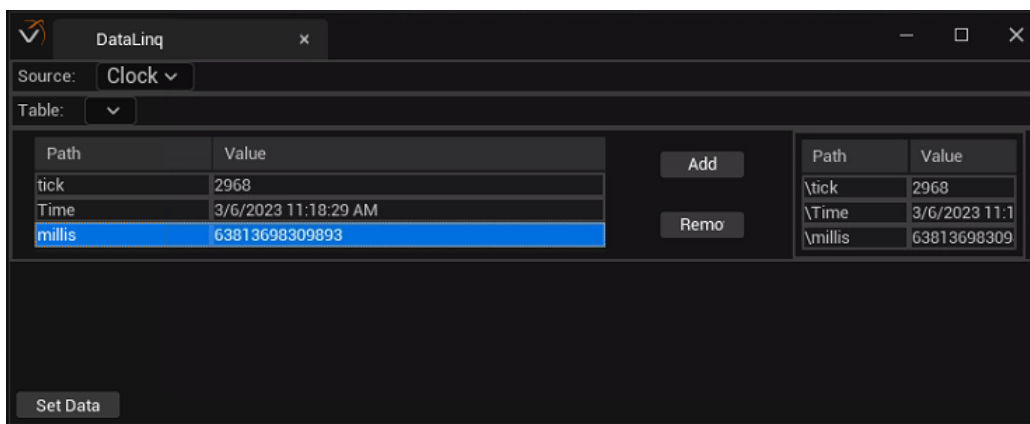 DataLinq
Source: Clock
Table:
Path Value
tick 2968
Time 3/6/2023 11:18:29 AM
millis 63813698309893
Add
Remo
Path Value
\tick 2968
\Time 3/6/2023 11:1
\millis 63813698309
Set Data